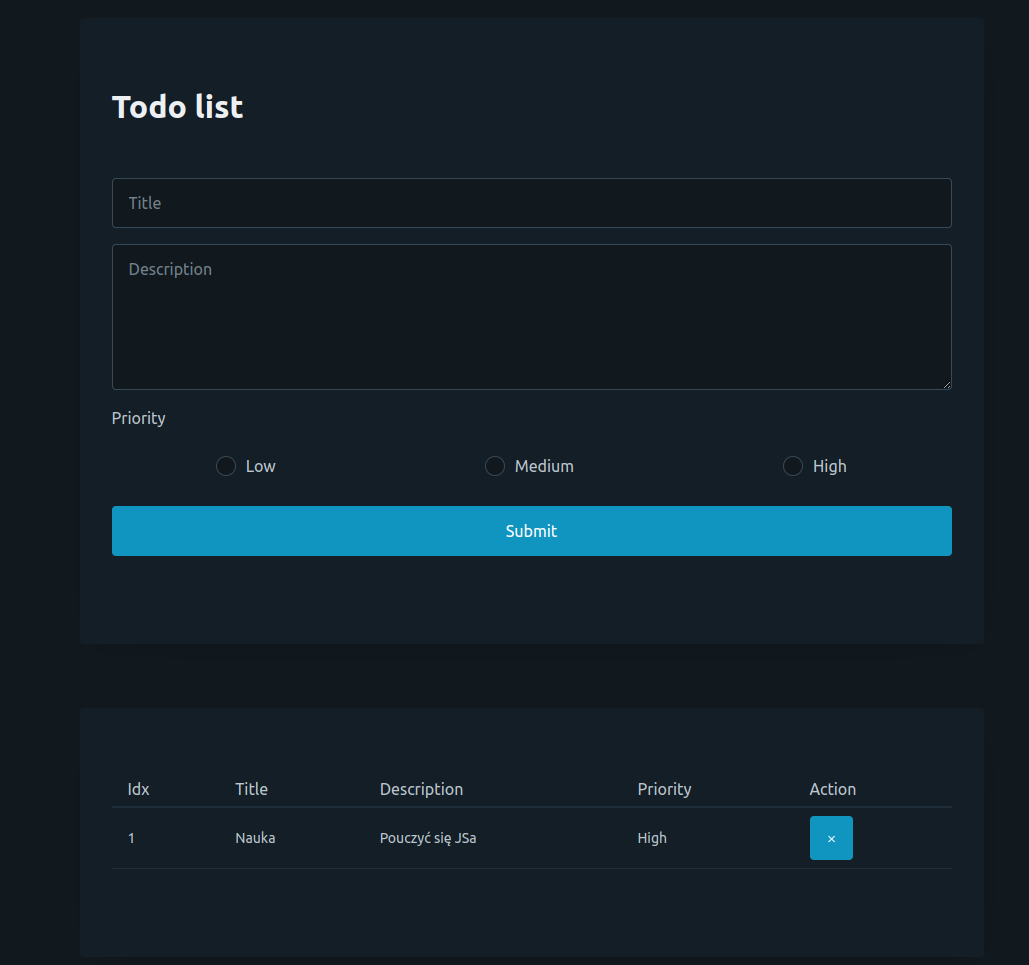 Todo list
Title
Description
Priority
Low Medium High
Submit
Idx Title Description Priority Action
1 Nauka Pouczyć się JSa High ×